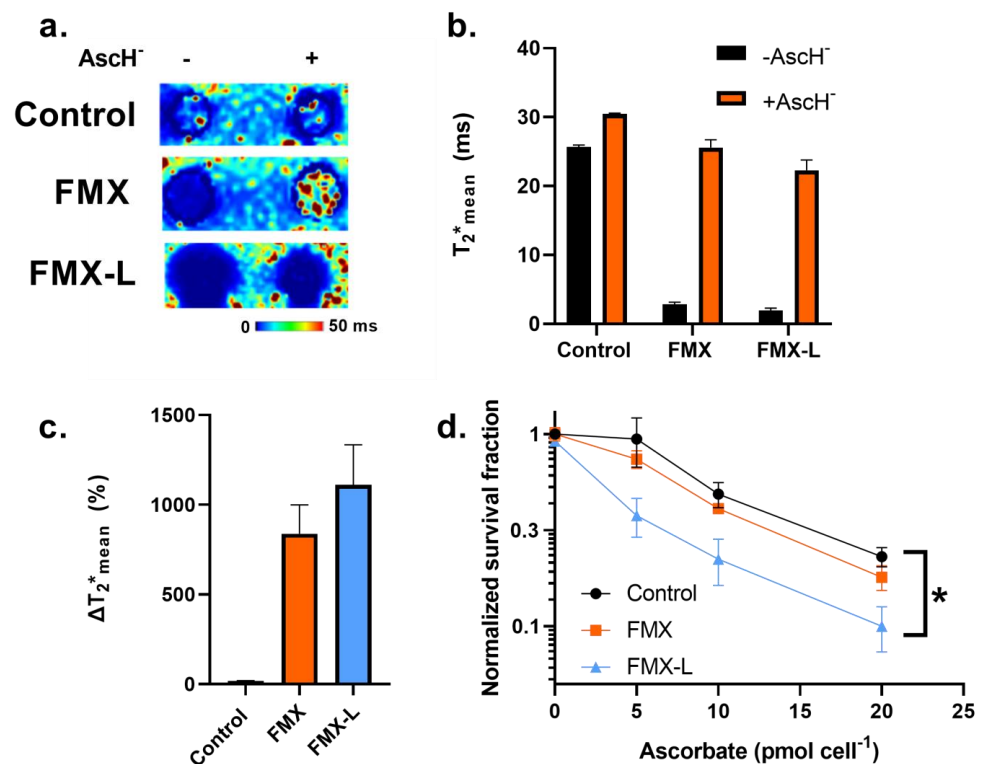 a.
AscH⁻ - +
Control
FMX
FMX-L
0 50 ms
b.
-AscH⁻
+AscH⁻
T₂*mean (ms)
40
30
20
10
0
Control FMX FMX-L
c.
ΔT₂*mean (%)
1500
1000
500
0
Control FMX FMX-L
d.
Normalized survival fraction
1
0.3
0.1
Control
FMX
FMX-L
*
0 5 10 15 20 25
Ascorbate (pmol cell⁻¹)